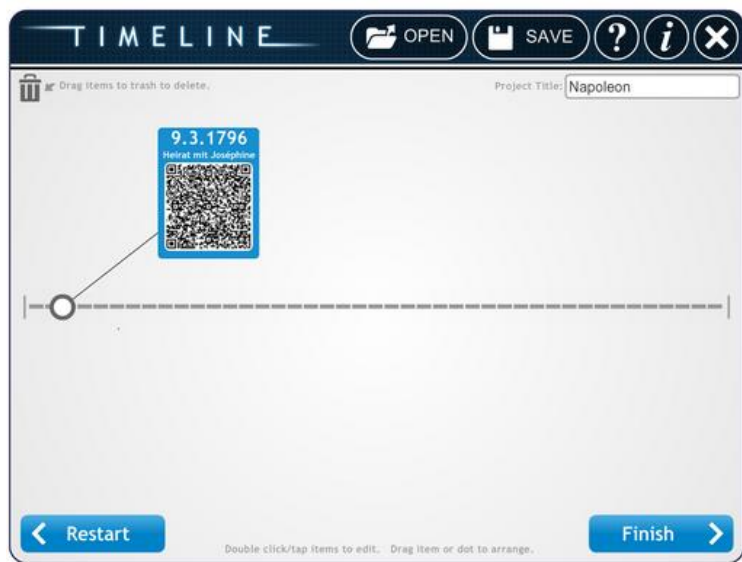 TIMELINE
OPEN
SAVE
?
i
Drag items to trash to delete.
Project Title: Napoleon
9.3.1796
Heirat mit Joséphine
Restart
Double click/tap items to edit. Drag item or dot to arrange.
Finish